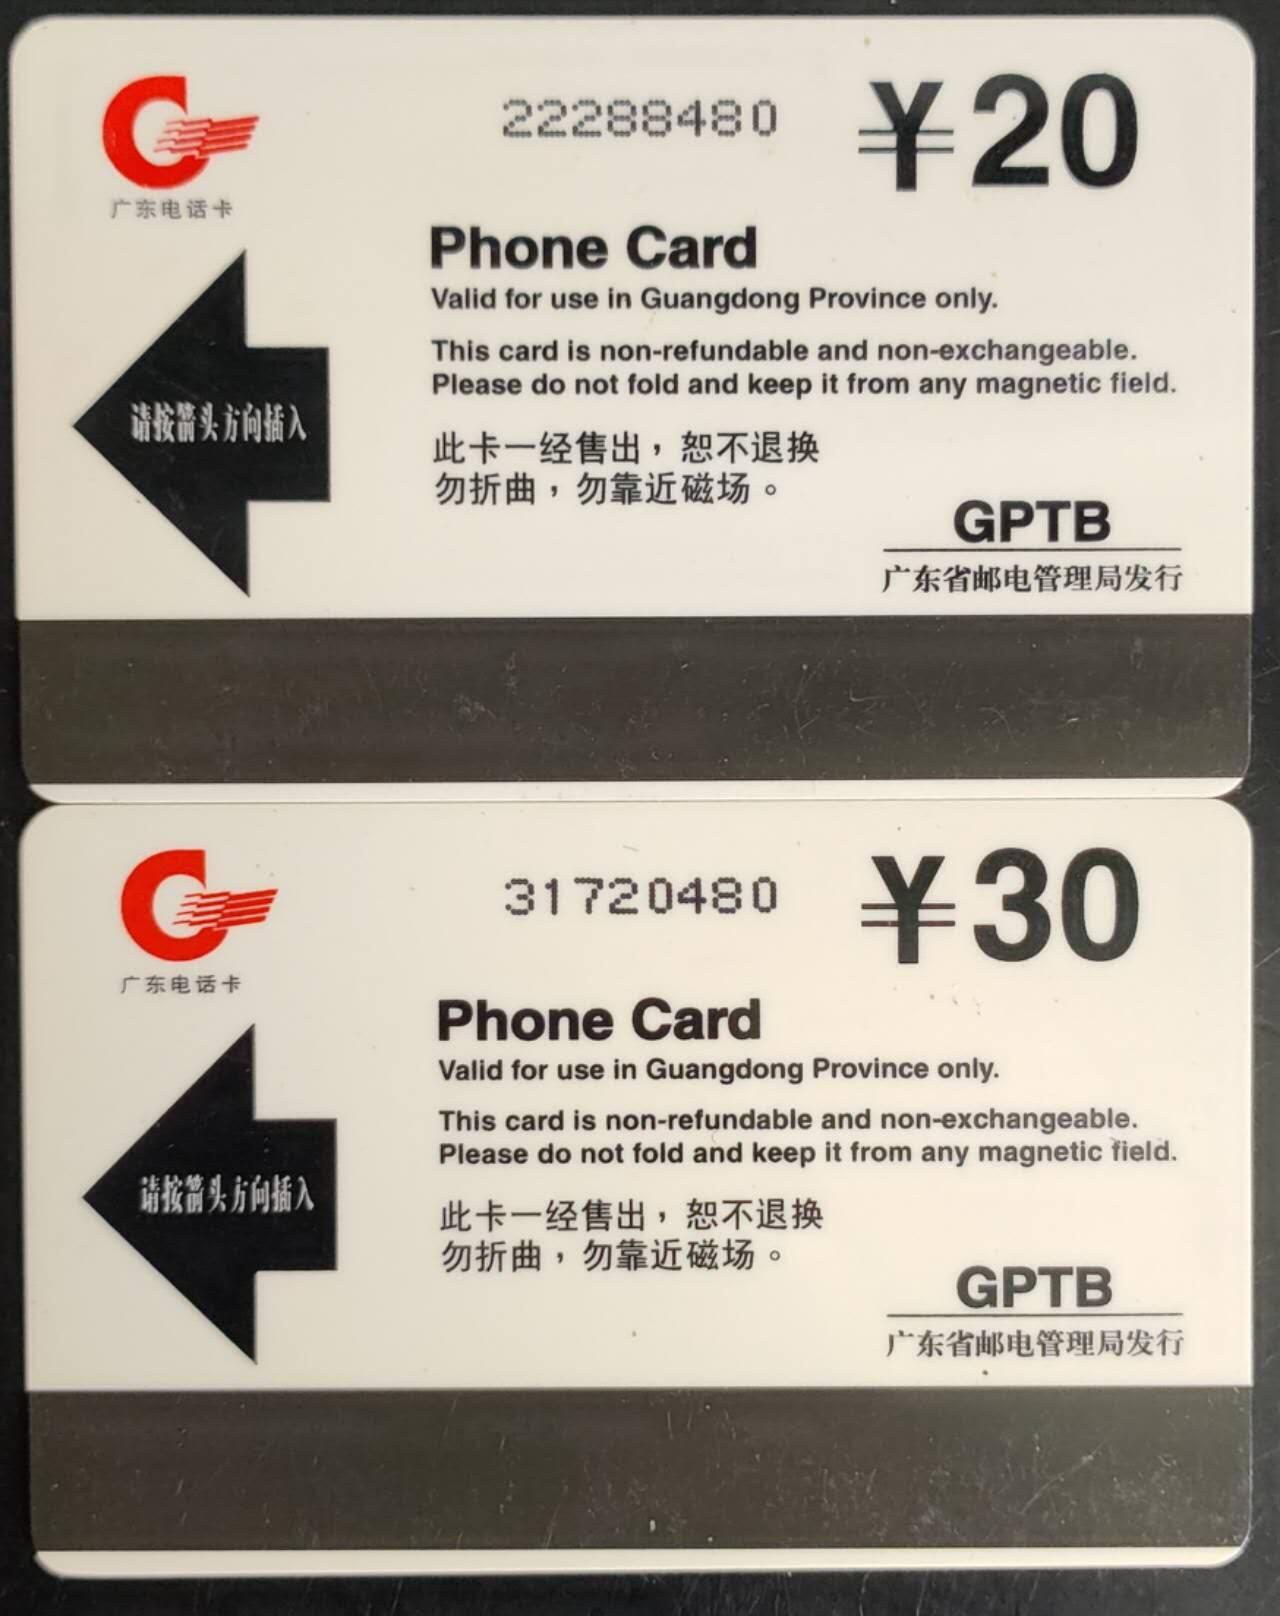 22288480
¥20
广东电话卡
Phone Card
Valid for use in Guangdong Province only.
This card is non-refundable and non-exchangeable.
Please do not fold and keep it from any magnetic field.
请按箭头方向插入
此卡一经售出，恕不退换
勿折曲，勿靠近磁场。
GPTB
广东省邮电管理局发行
31720480
¥30
广东电话卡
Phone Card
Valid for use in Guangdong Province only.
This card is non-refundable and non-exchangeable.
Please do not fold and keep it from any magnetic field.
请按箭头方向插入
此卡一经售出，恕不退换
勿折曲，勿靠近磁场。
GPTB
广东省邮电管理局发行